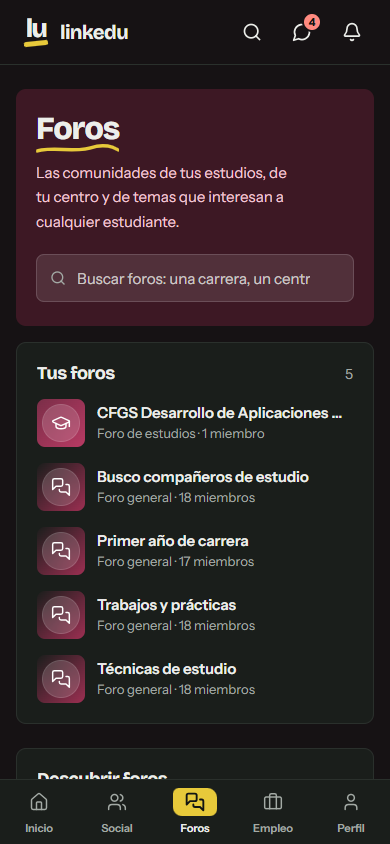 lu linkedu 4
Foros
Las comunidades de tus estudios, de
tu centro y de temas que interesan a
cualquier estudiante.
Buscar foros: una carrera, un centr
Tus foros 5
CFGS Desarrollo de Aplicaciones ...
Foro de estudios · 1 miembro
Busco compañeros de estudio
Foro general · 18 miembros
Primer año de carrera
Foro general · 17 miembros
Trabajos y prácticas
Foro general · 18 miembros
Técnicas de estudio
Foro general · 18 miembros
Descubrir foros
Inicio Social Foros Empleo Perfil